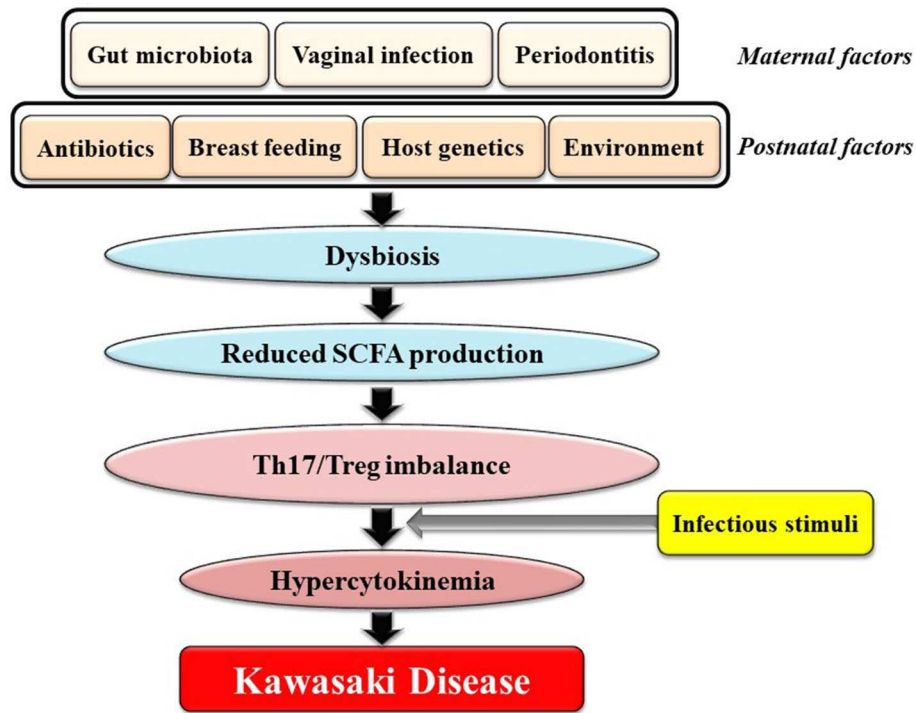 Gut microbiota Vaginal infection Periodontitis Maternal factors
Antibiotics Breast feeding Host genetics Environment Postnatal factors
Dysbiosis
Reduced SCFA production
Th17/Treg imbalance
Infectious stimuli
Hypercytokinemia
Kawasaki Disease